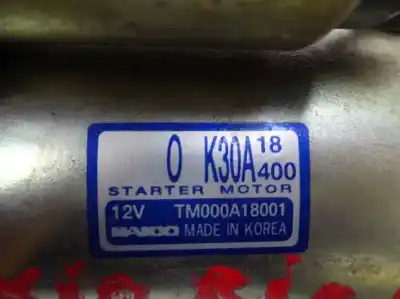 0 K30A 18 400
STARTER MOTOR
12V TM000A18001
MANDO MADE IN KOREA